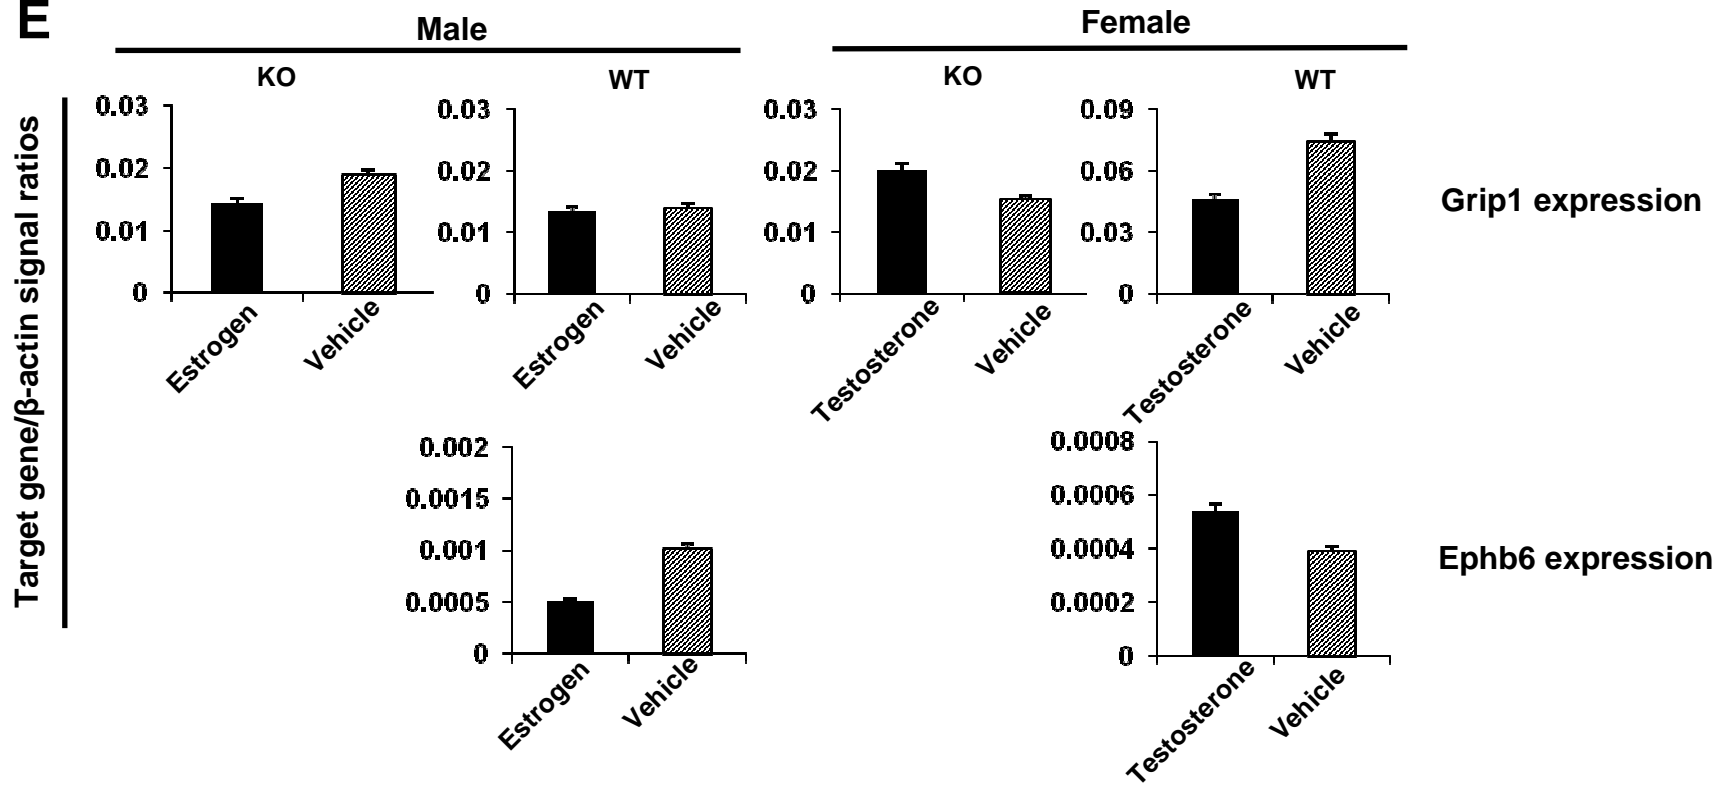 E
Male
Female
KO
WT
KO
WT
Target gene/β-actin signal ratios
0.03
0.02
0.01
0
Estrogen
Vehicle
0.03
0.02
0.01
0
Estrogen
Vehicle
0.03
0.02
0.01
0
Testosterone
Vehicle
0.09
0.06
0.03
0
Testosterone
Vehicle
Grip1 expression
0.002
0.0015
0.001
0.0005
0
Estrogen
Vehicle
0.0008
0.0006
0.0004
0.0002
0
Testosterone
Vehicle
Ephb6 expression